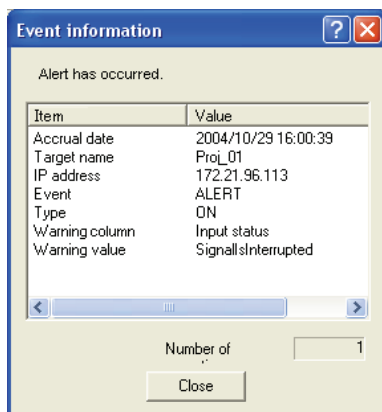 Event information
Alert has occurred.
Item Value
Accrual date 2004/10/29 16:00:39
Target name Proj_01
IP address 172.21.96.113
Event ALERT
Type ON
Warning column Input status
Warning value SignalIsInterrupted
Number of
1
Close